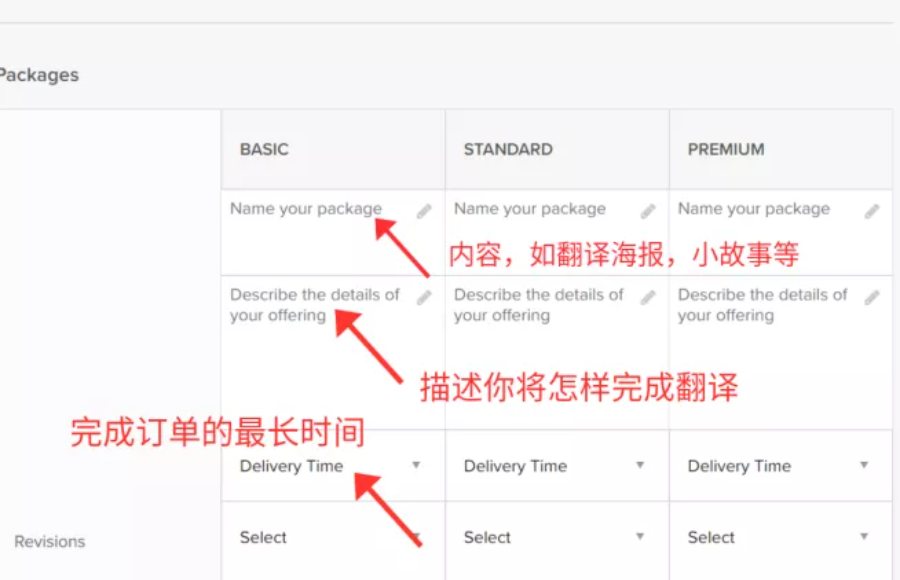 Packages
BASIC STANDARD PREMIUM
Name your package Name your package Name your package
内容，如翻译海报，小故事等
Describe the details of Describe the details of Describe the details of
your offering your offering your offering
描述你将怎样完成翻译
完成订单的最长时间
Delivery Time Delivery Time Delivery Time
Revisions Select Select Select